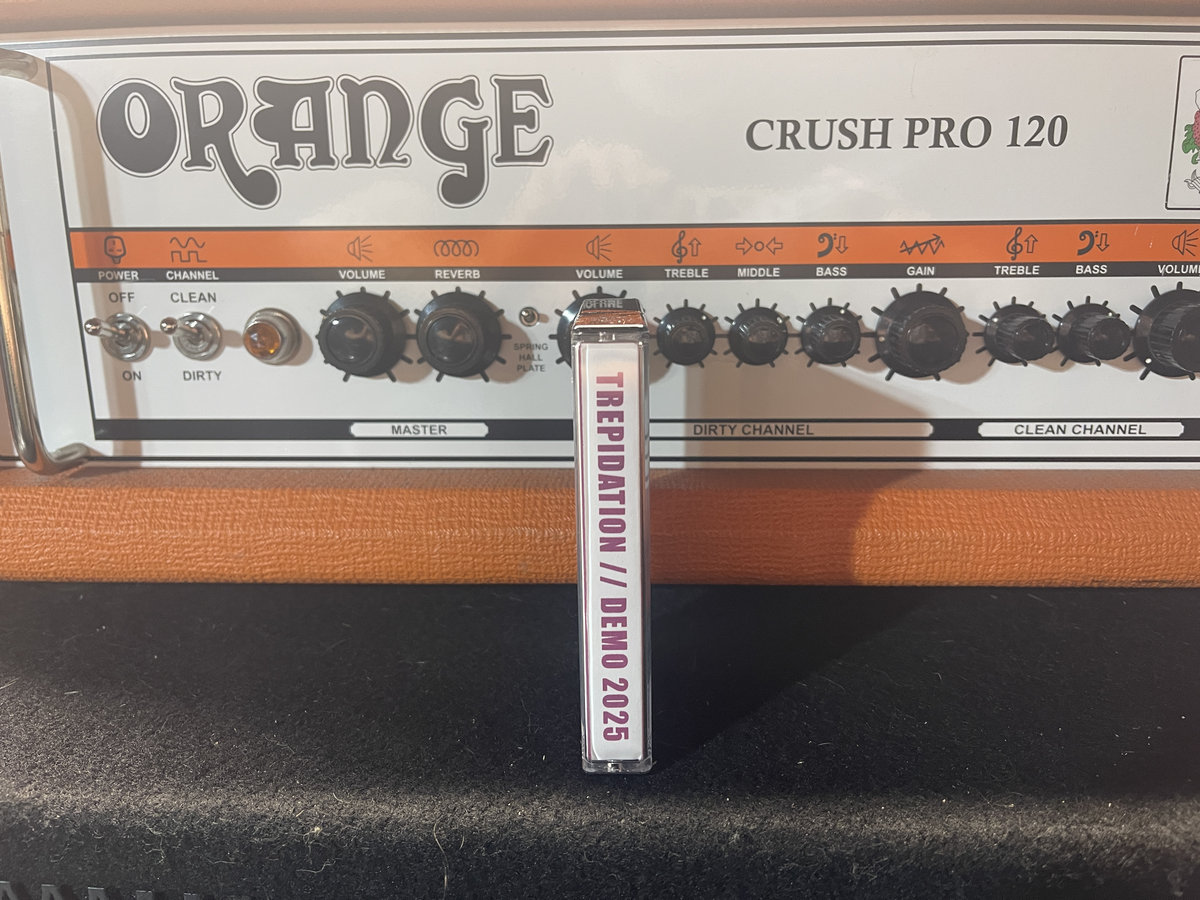 ORANGE
CRUSH PRO 120
POWER
CHANNEL
VOLUME
REVERB
VOLUME
TREBLE
MIDDLE
BASS
GAIN
TREBLE
BASS
VOLUME
OFF
CLEAN
ON
DIRTY
SPRING
HALL
PLATE
MASTER
DIRTY CHANNEL
CLEAN CHANNEL
TREPIDATION // DEMO 2025